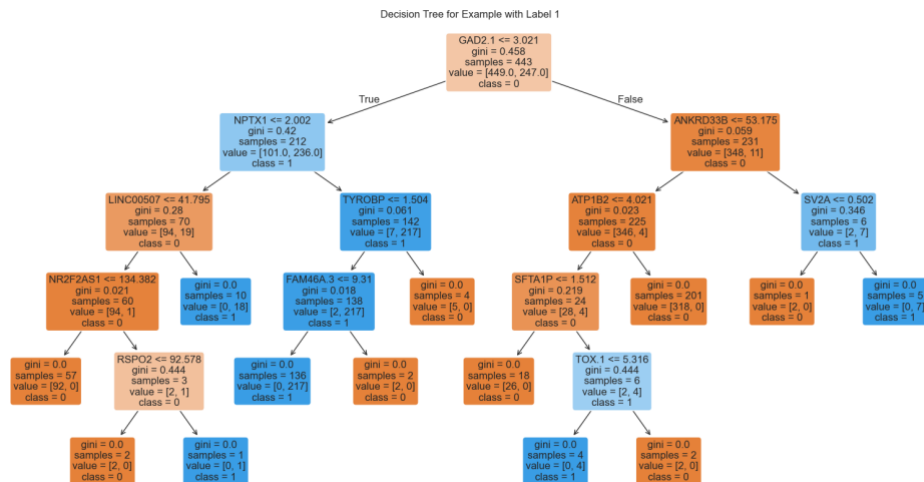 Decision Tree for Example with Label 1
GAD2.1 <= 3.021
gini = 0.458
samples = 443
value = [449.0, 247.0]
class = 0
True
False
NPTX1 <= 2.002
gini = 0.42
samples = 212
value = [101.0, 236.0]
class = 1
ANKRD33B <= 53.175
gini = 0.059
samples = 231
value = [348, 11]
class = 0
LINC00507 <= 41.795
gini = 0.28
samples = 70
value = [94, 19]
class = 0
TYROBP <= 1.504
gini = 0.061
samples = 142
value = [7, 217]
class = 1
ATP1B2 <= 4.021
gini = 0.023
samples = 225
value = [346, 4]
class = 0
SV2A <= 0.502
gini = 0.346
samples = 6
value = [2, 7]
class = 1
NR2F2AS1 <= 134.382
gini = 0.021
samples = 60
value = [94, 1]
class = 0
gini = 0.0
samples = 10
value = [0, 18]
class = 1
FAM46A.3 <= 9.31
gini = 0.018
samples = 138
value = [2, 217]
class = 1
gini = 0.0
samples = 4
value = [5, 0]
class = 0
SFTA1P <= 1.512
gini = 0.219
samples = 24
value = [28, 4]
class = 0
gini = 0.0
samples = 201
value = [318, 0]
class = 0
gini = 0.0
samples = 1
value = [2, 0]
class = 0
gini = 0.0
samples = 5
value = [0, 7]
class = 1
gini = 0.0
samples = 57
value = [92, 0]
class = 0
RSPO2 <= 92.578
gini = 0.444
samples = 3
value = [2, 1]
class = 0
gini = 0.0
samples = 136
value = [0, 217]
class = 1
gini = 0.0
samples = 2
value = [2, 0]
class = 0
gini = 0.0
samples = 18
value = [26, 0]
class = 0
TOX.1 <= 5.316
gini = 0.444
samples = 6
value = [2, 4]
class = 1
gini = 0.0
samples = 2
value = [2, 0]
class = 0
gini = 0.0
samples = 1
value = [0, 1]
class = 1
gini = 0.0
samples = 4
value = [0, 4]
class = 1
gini = 0.0
samples = 2
value = [2, 0]
class = 0